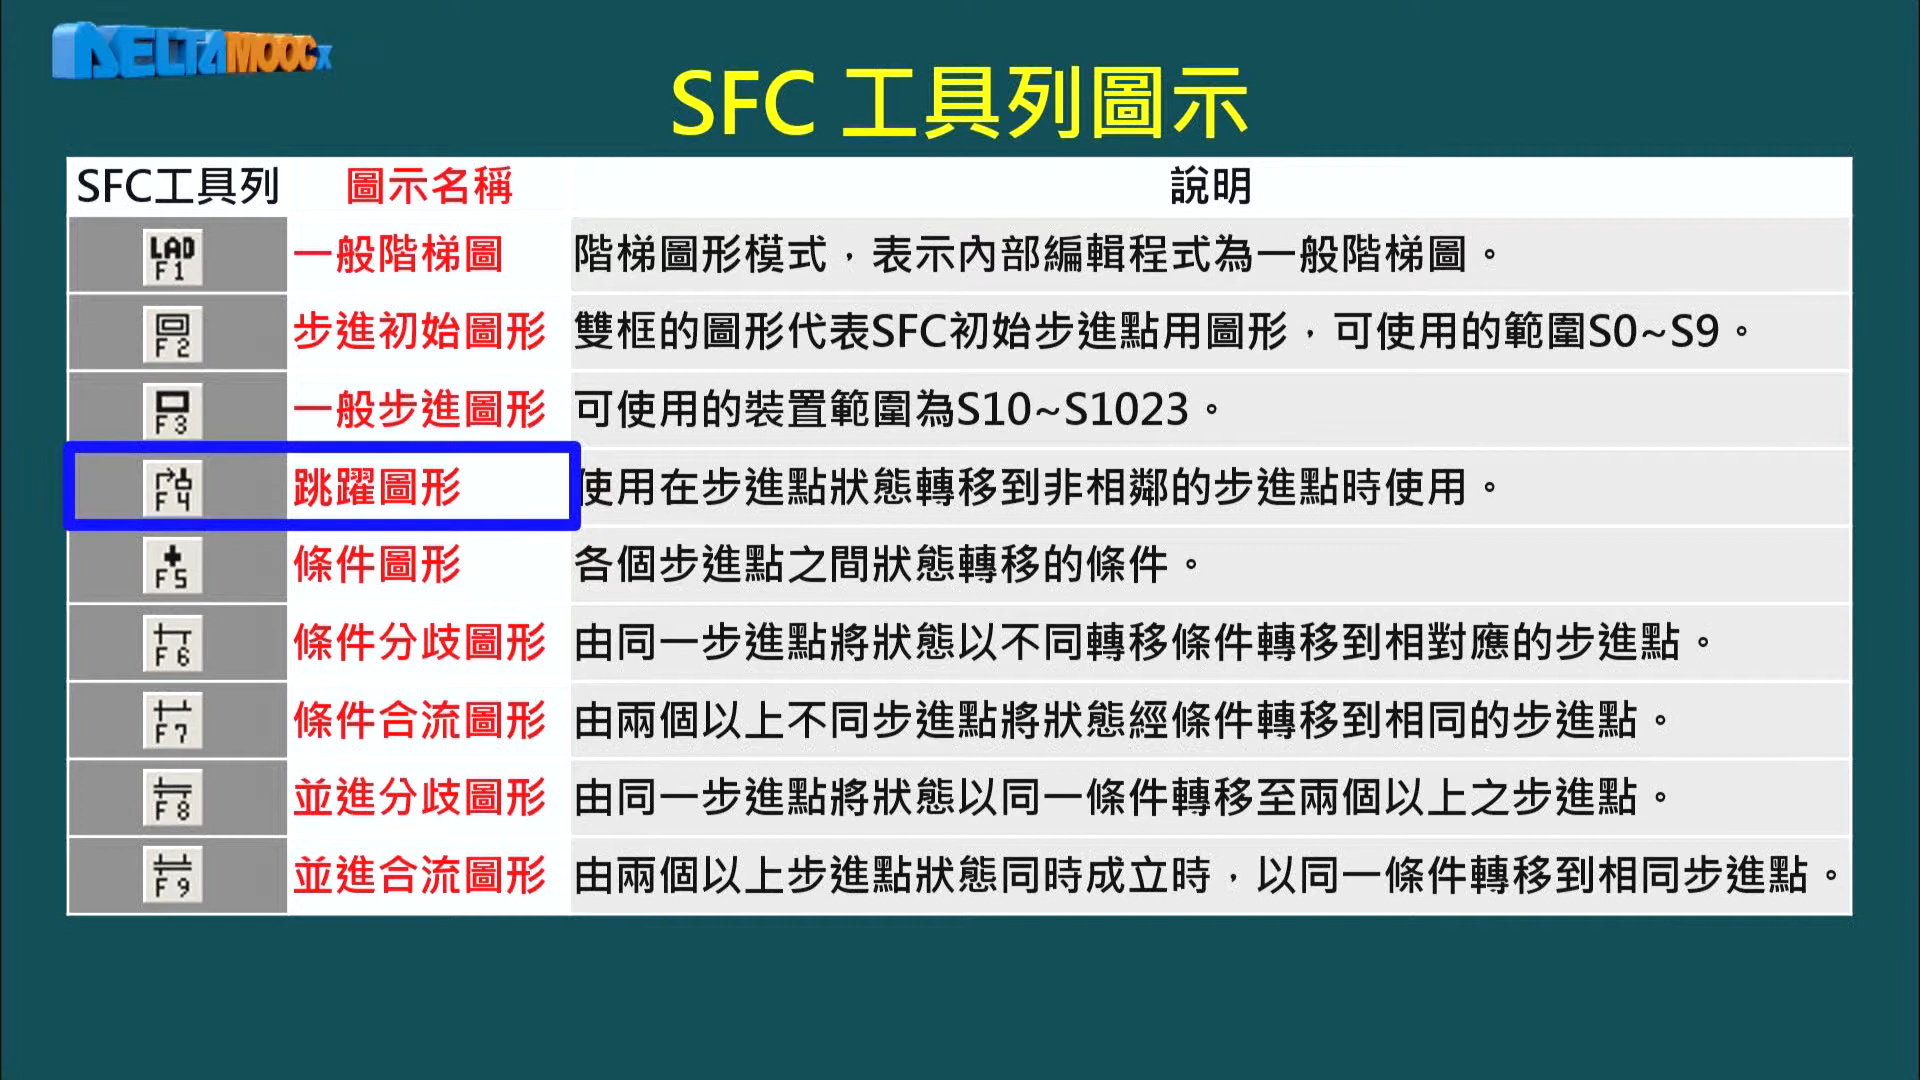 DELTAMOOCx
SFC 工具列圖示
SFC工具列 圖示名稱 說明
LAD F1 一般階梯圖 階梯圖形模式，表示內部編輯程式為一般階梯圖。
F2 步進初始圖形 雙框的圖形代表SFC初始步進點用圖形，可使用的範圍S0~S9。
F3 一般步進圖形 可使用的裝置範圍為S10~S1023。
F4 跳躍圖形 使用在步進點狀態轉移到非相鄰的步進點時使用。
F5 條件圖形 各個步進點之間狀態轉移的條件。
F6 條件分歧圖形 由同一步進點將狀態以不同轉移條件轉移到相對應的步進點。
F7 條件合流圖形 由兩個以上不同步進點將狀態經條件轉移到相同的步進點。
F8 並進分歧圖形 由同一步進點將狀態以同一條件轉移至兩個以上之步進點。
F9 並進合流圖形 由兩個以上步進點狀態同時成立時，以同一條件轉移到相同步進點。